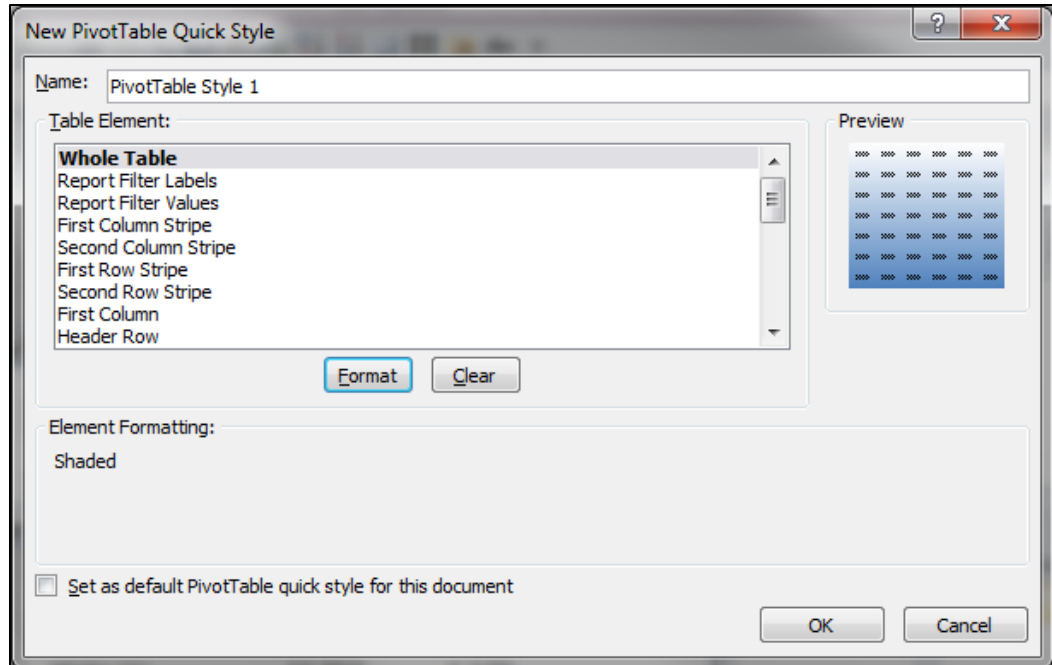 New PivotTable Quick Style
Name: PivotTable Style 1
Table Element:
Preview
Whole Table
Report Filter Labels
Report Filter Values
First Column Stripe
Second Column Stripe
First Row Stripe
Second Row Stripe
First Column
Header Row
Format Clear
Element Formatting:
Shaded
Set as default PivotTable quick style for this document
OK Cancel